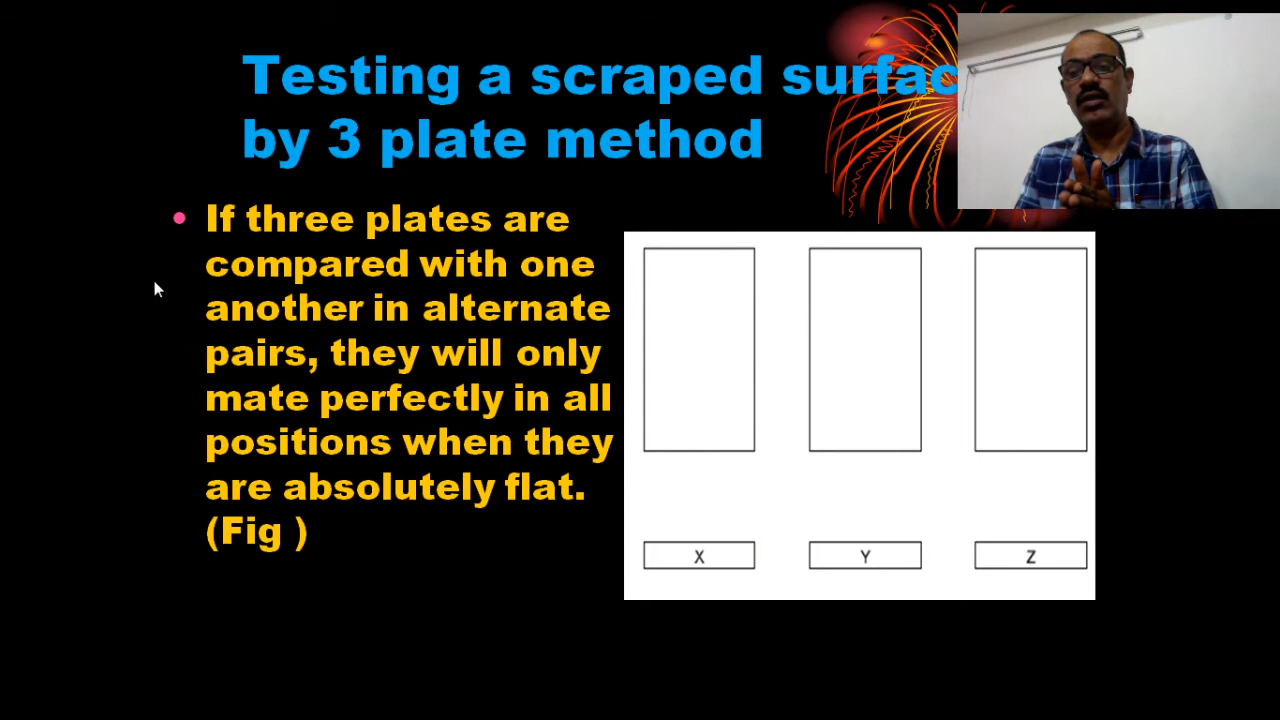 Testing a scraped surfac
by 3 plate method
• If three plates are
compared with one
another in alternate
pairs, they will only
mate perfectly in all
positions when they
are absolutely flat.
(Fig )
X
Y
Z